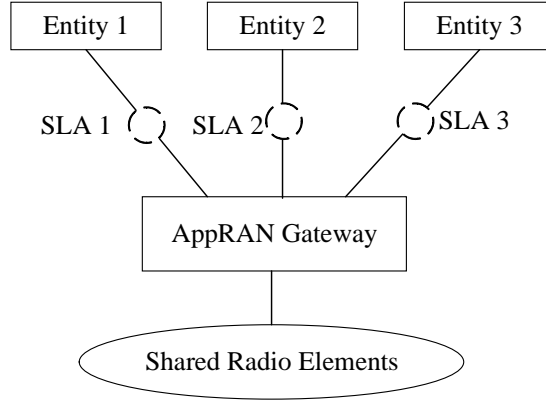 Entity 1
Entity 2
Entity 3
SLA 1
SLA 2
SLA 3
AppRAN Gateway
Shared Radio Elements